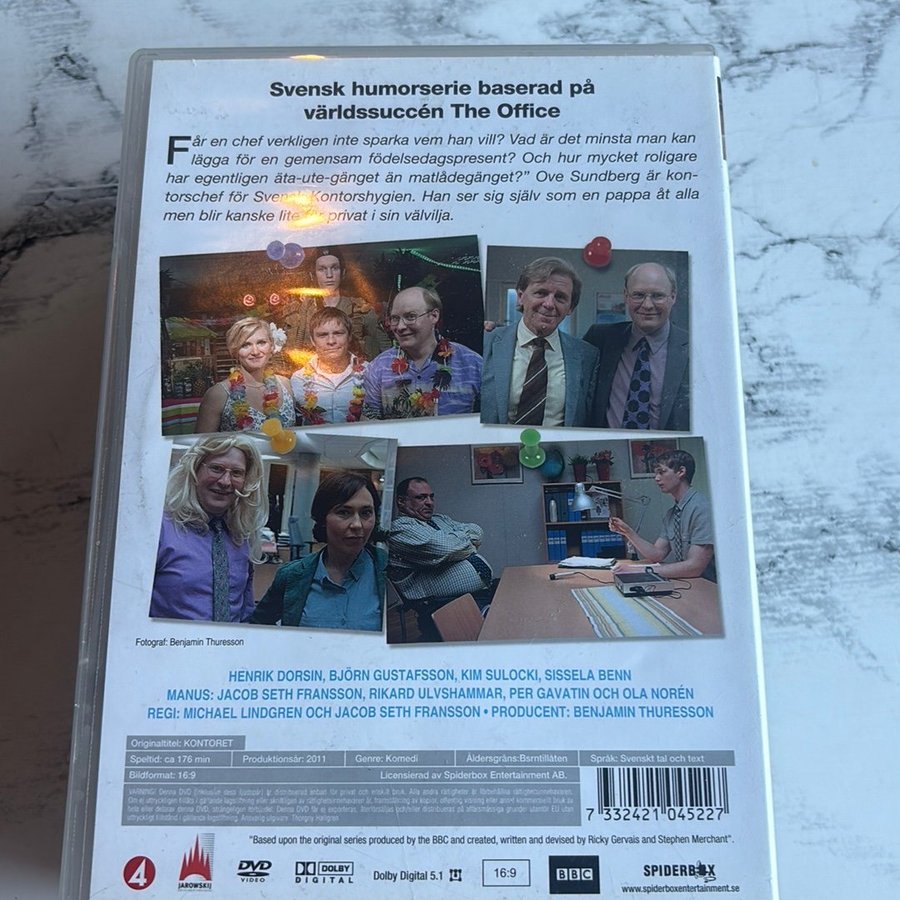 Svensk humorserie baserad på
världssuccén The Office
Får en chef verkligen inte sparka vem han vill? Vad är det minsta man kan
lägga för en gemensam födelsedagspresent? Och hur mycket roligare
har egentligen äta-ute-gänget än matlådegänget?” Ove Sundberg är kon-
torschef för Svensk Kontorshygien. Han ser sig själv som en pappa åt alla
men blir kanske lite för privat i sin välvilja.
Fotograf: Benjamin Thuresson
HENRIK DORSIN, BJÖRN GUSTAFSSON, KIM SULOCKI, SISSELA BENN
MANUS: JACOB SETH FRANSSON, RIKARD ULVSHAMMAR, PER GAVATIN OCH OLA NORÉN
REGI: MICHAEL LINDGREN OCH JACOB SETH FRANSSON • PRODUCENT: BENJAMIN THURESSON
Originaltitel: KONTORET
Speltid: ca 176 min Produktionsår: 2011 Genre: Komedi Åldersgräns:Bsrntillåten Språk: Svenskt tal och text
Bildformat: 16:9 Licensierad av Spiderbox Entertainment AB.
7 332421 045227
"Based upon the original series produced by the BBC and created, written and devised by Ricky Gervais and Stephen Merchant".
4 JAROWSKIJ DVD VIDEO DOLBY DIGITAL Dolby Digital 5.1 16:9 BBC SPIDERBOX
www.spiderboxentertainment.se